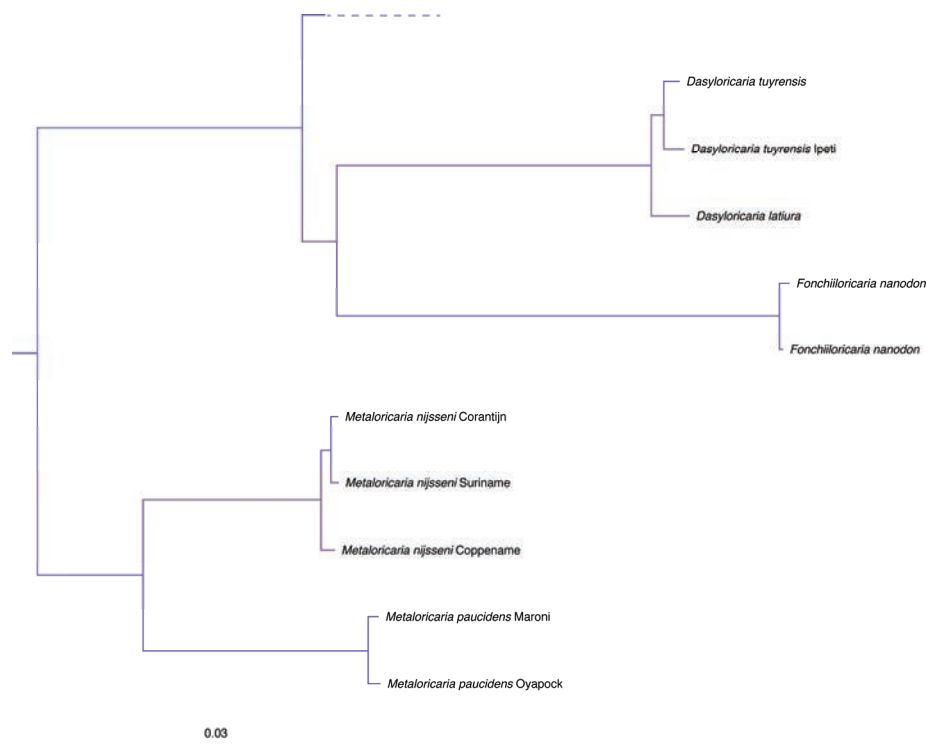 Dasyloricaria tuyrensis
Dasyloricaria tuyrensis Ipeti
Dasyloricaria latiura
Fonchiiloricaria nanodon
Fonchiiloricaria nanodon
Metaloricaria nijsseni Corantijn
Metaloricaria nijsseni Suriname
Metaloricaria nijsseni Coppename
Metaloricaria paucidens Maroni
Metaloricaria paucidens Oyapock
0.03